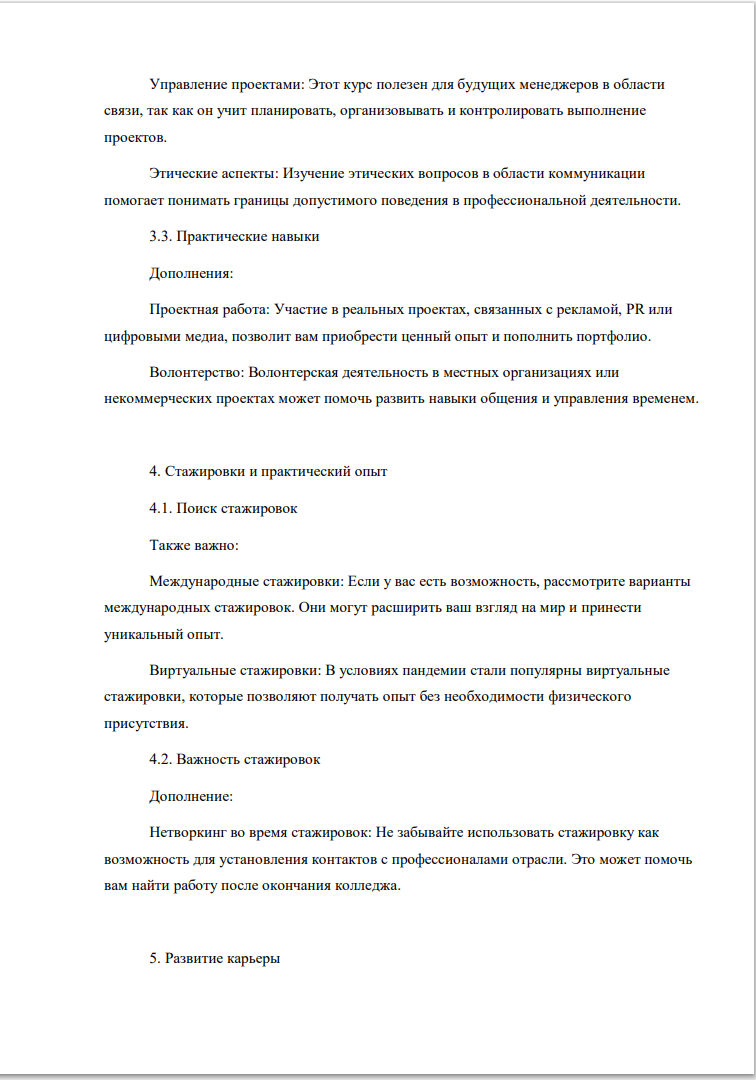 Управление проектами: Этот курс полезен для будущих менеджеров в области
связи, так как он учит планировать, организовывать и контролировать выполнение
проектов.
Этические аспекты: Изучение этических вопросов в области коммуникации
помогает понимать границы допустимого поведения в профессиональной деятельности.
3.3. Практические навыки
Дополнения:
Проектная работа: Участие в реальных проектах, связанных с рекламой, PR или
цифровыми медиа, позволит вам приобрести ценный опыт и пополнить портфолио.
Волонтерство: Волонтерская деятельность в местных организациях или
некоммерческих проектах может помочь развить навыки общения и управления временем.
4. Стажировки и практический опыт
4.1. Поиск стажировок
Также важно:
Международные стажировки: Если у вас есть возможность, рассмотрите варианты
международных стажировок. Они могут расширить ваш взгляд на мир и принести
уникальный опыт.
Виртуальные стажировки: В условиях пандемии стали популярны виртуальные
стажировки, которые позволяют получать опыт без необходимости физического
присутствия.
4.2. Важность стажировок
Дополнение:
Нетворкинг во время стажировок: Не забывайте использовать стажировку как
возможность для установления контактов с профессионалами отрасли. Это может помочь
вам найти работу после окончания колледжа.
5. Развитие карьеры